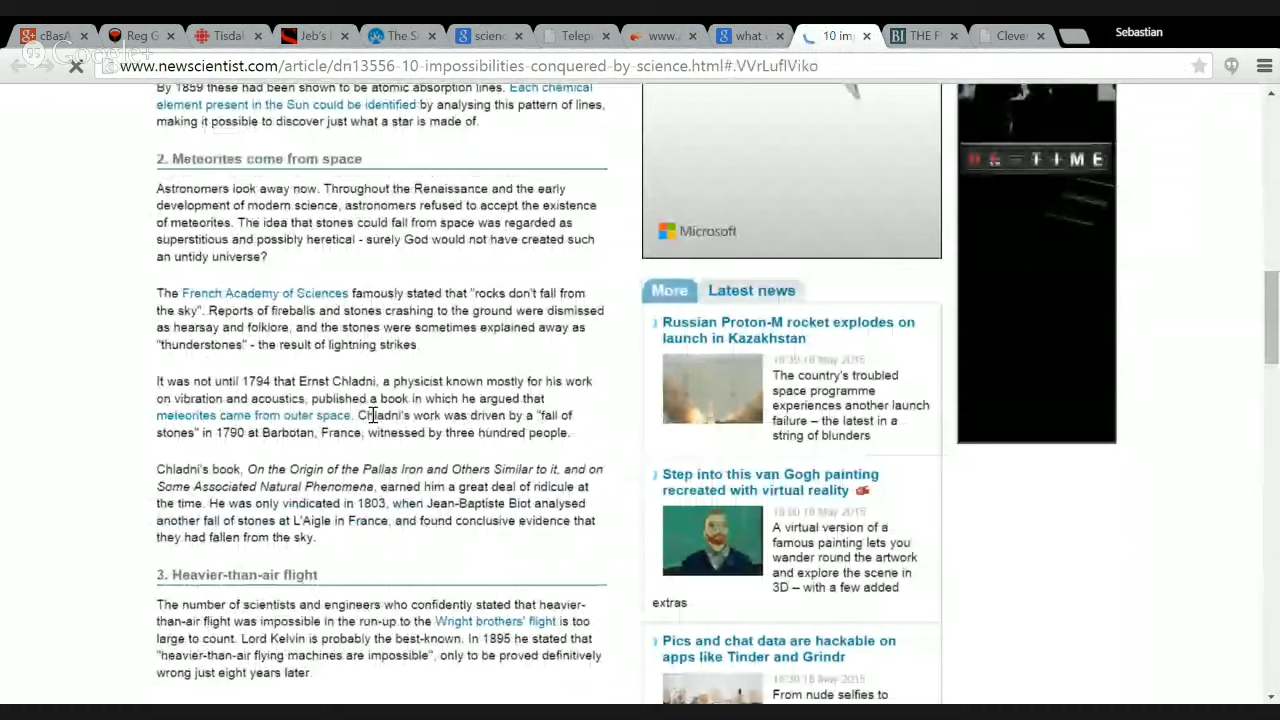 cBasA
Reg G
Tisdal
Jeb's
The S
scienc
Telep
www.
what
10 im
THE F
Cleve
Sebastian
Google+
www.newscientist.com/article/dn13556-10-impossibilities-conquered-by-science.html#.VVrLuflViko
By 1859 these had been shown to be atomic absorption lines. Each chemical
element present in the Sun could be identified by analysing this pattern of lines,
making it possible to discover just what a star is made of.
2. Meteorites come from space
Astronomers look away now. Throughout the Renaissance and the early
development of modern science, astronomers refused to accept the existence
of meteorites. The idea that stones could fall from space was regarded as
superstitious and possibly heretical - surely God would not have created such
an untidy universe?
The French Academy of Sciences famously stated that "rocks don't fall from
the sky". Reports of fireballs and stones crashing to the ground were dismissed
as hearsay and folklore, and the stones were sometimes explained away as
"thunderstones" - the result of lightning strikes.
It was not until 1794 that Ernst Chladni, a physicist known mostly for his work
on vibration and acoustics, published a book in which he argued that
meteorites came from outer space. Chladni's work was driven by a "fall of
stones" in 1790 at Barbotan, France, witnessed by three hundred people.
Chladni's book, On the Origin of the Pallas Iron and Others Similar to it, and on
Some Associated Natural Phenomena, earned him a great deal of ridicule at
the time. He was only vindicated in 1803, when Jean-Baptiste Biot analysed
another fall of stones at L'Aigle in France, and found conclusive evidence that
they had fallen from the sky.
3. Heavier-than-air flight
The number of scientists and engineers who confidently stated that heavier-
than-air flight was impossible in the run-up to the Wright brothers' flight is too
large to count. Lord Kelvin is probably the best-known. In 1895 he stated that
"heavier-than-air flying machines are impossible", only to be proved definitively
wrong just eight years later.
Microsoft
More
Latest news
Russian Proton-M rocket explodes on
launch in Kazakhstan
18 May 2015
The country's troubled
space programme
experiences another launch
failure – the latest in a
string of blunders
Step into this van Gogh painting
recreated with virtual reality
18:00 18 May 2015
A virtual version of a
famous painting lets you
wander round the artwork
and explore the scene in
3D – with a few added
extras
Pics and chat data are hackable on
apps like Tinder and Grindr
16:30 18 May 2015
From nude selfies to
TIME